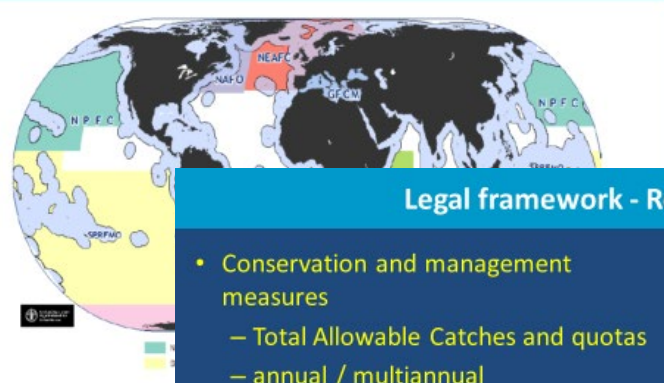 NEAFC
NAFO
GFCM
NPFC
NPFC
SPRFMO
Legal framework - R
• Conservation and management
measures
– Total Allowable Catches and quotas
– annual / multiannual